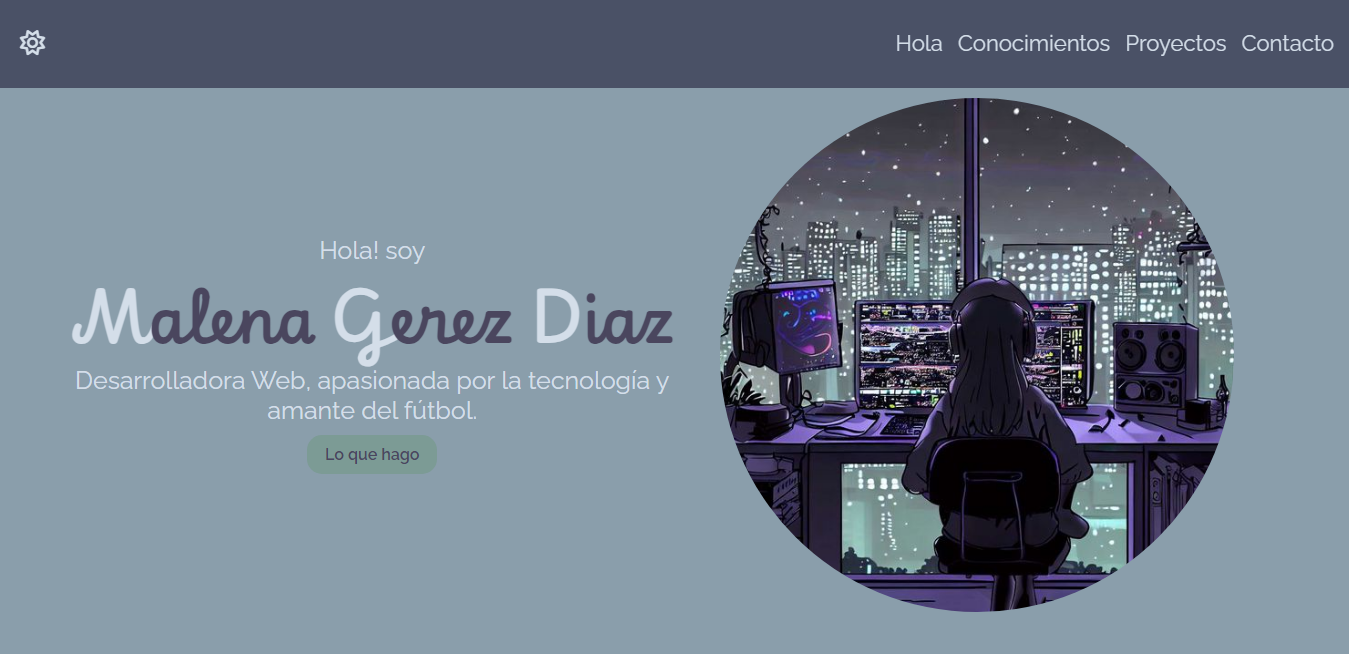 Hola Conocimientos Proyectos Contacto
Hola! soy
Malena Gerez Diaz
Desarrolladora Web, apasionada por la tecnología y
amante del fútbol.
Lo que hago